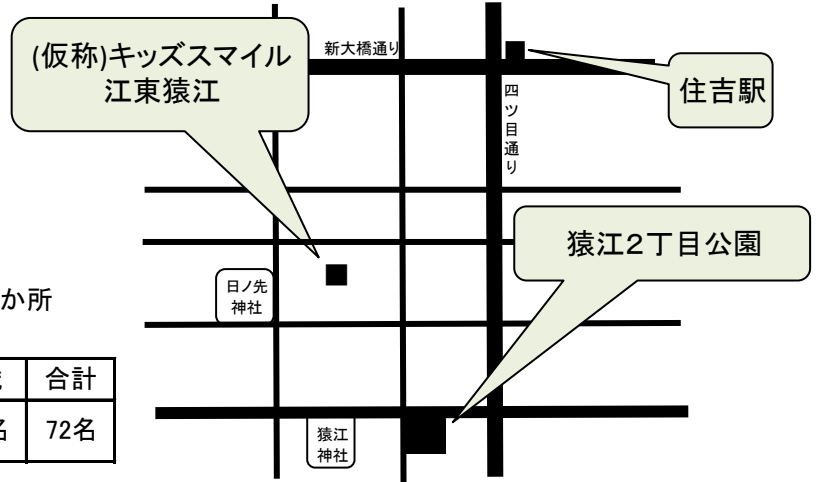 (仮称)キッズスマイル
江東猿江
新大橋通り
住吉駅
四ツ目通り
猿江2丁目公園
日ノ先
神社
か所
合計
名
72名
猿江
神社